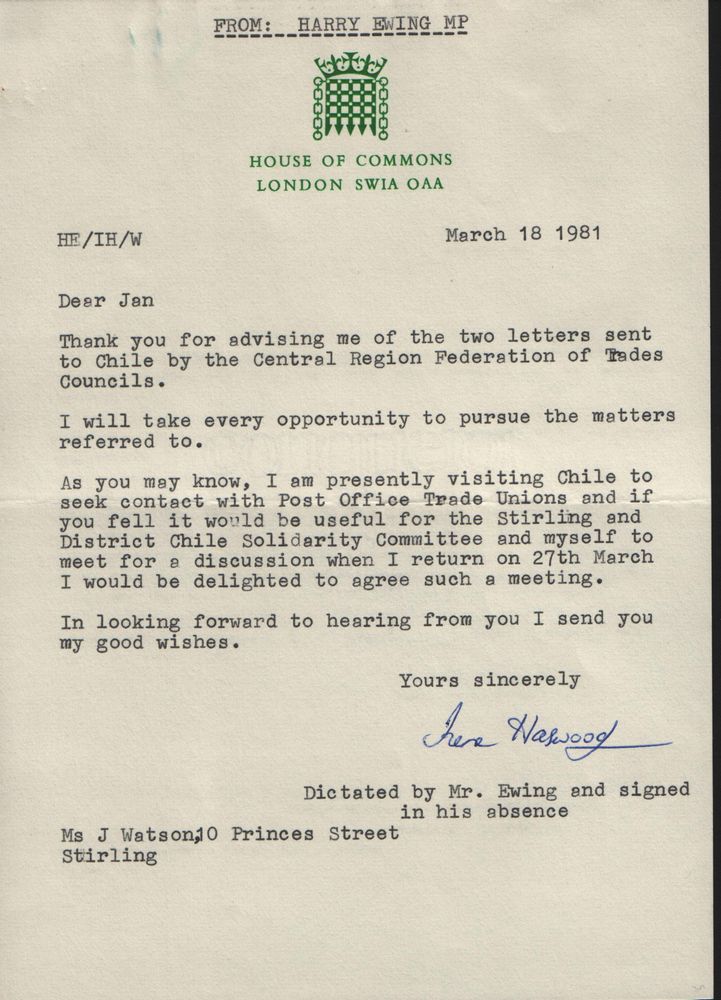 FROM: HARRY EWING MP
HOUSE OF COMMONS
LONDON SWIA OAA
HE/IH/W
March 18 1981
Dear Jan
Thank you for advising me of the two letters sent
to Chile by the Central Region Federation of Trades
Councils.
I will take every opportunity to pursue the matters
referred to.
As you may know, I am presently visiting Chile to
seek contact with Post Office Trade Unions and if
you fell it would be useful for the Stirling and
District Chile Solidarity Committee and myself to
meet for a discussion when I return on 27th March
I would be delighted to agree such a meeting.
In looking forward to hearing from you I send you
my good wishes.
Yours sincerely
Dictated by Mr. Ewing and signed
in his absence
Ms J Watson,10 Princes Street
Stirling